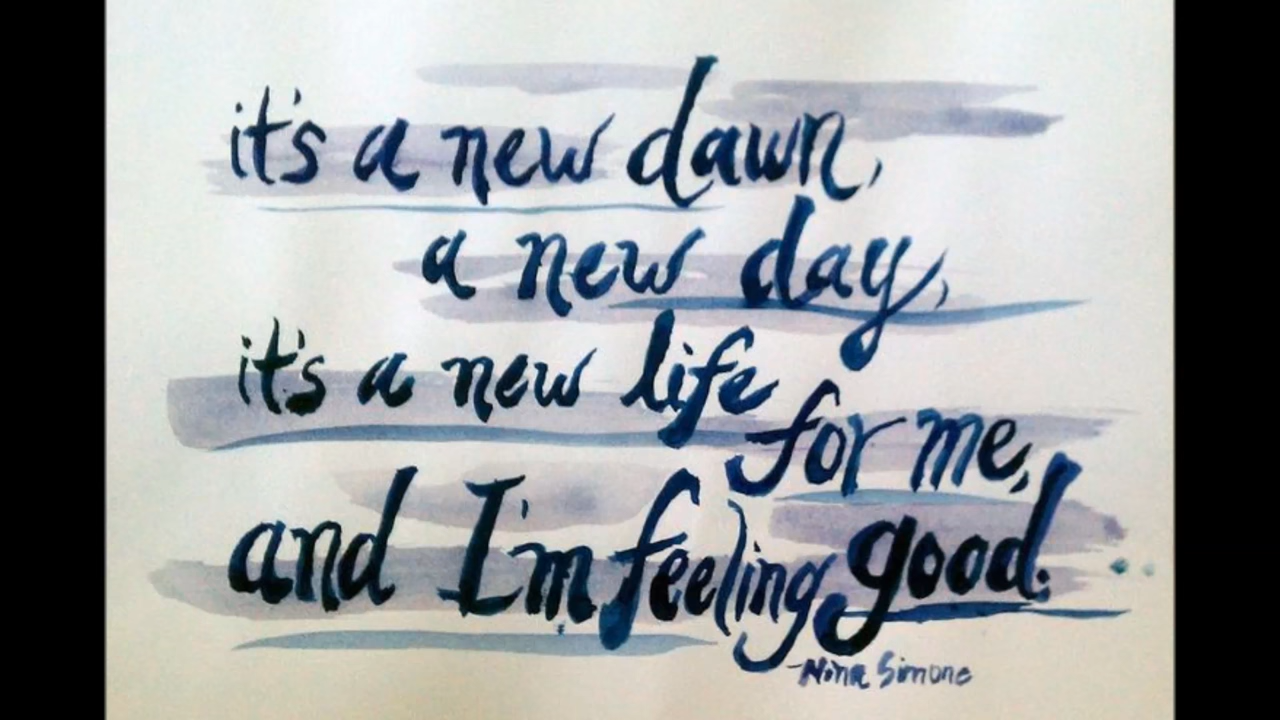 it's a new dawn,
a new day,
it's a new life
for me,
and I'm feeling good.
-Nina Simone